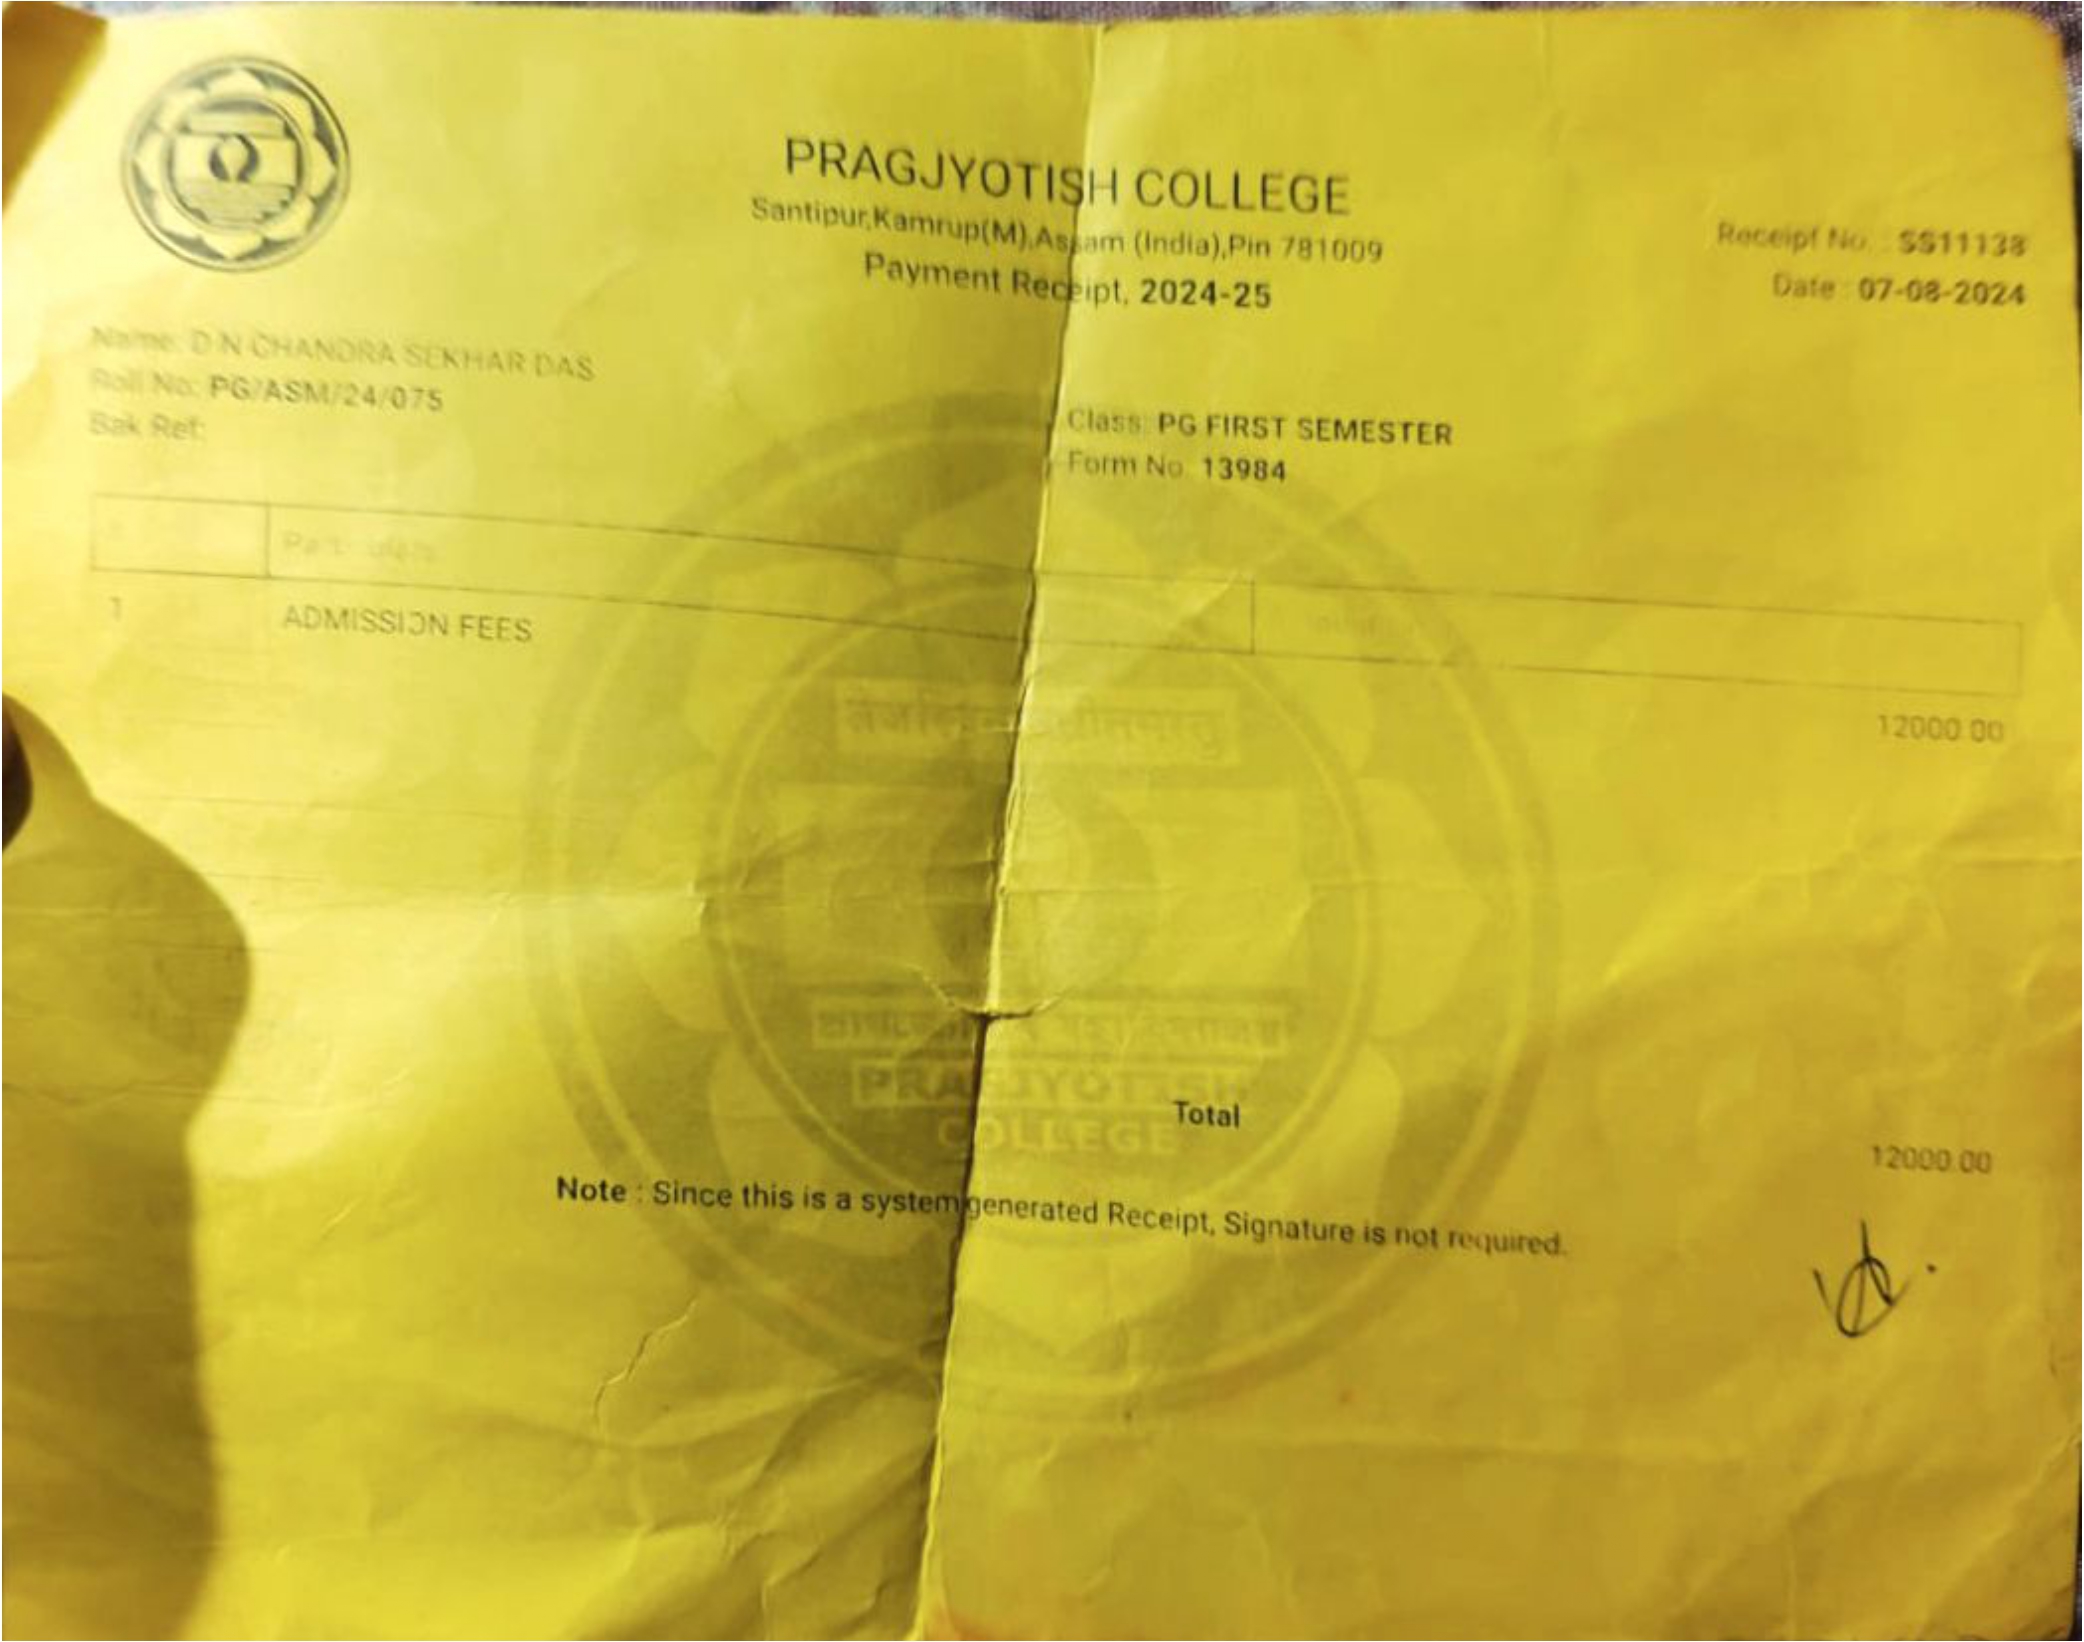 PRAGJYOTISH COLLEGE
Santipur,Kamrup(M),Assam (India),Pin 781009
Payment Receipt, 2024-25
Receipt No. : SS11138
Date : 07-08-2024
Name: D N CHANDRA SEKHAR DAS
Roll No: PG/ASM/24/075
Bak Ref:
Class: PG FIRST SEMESTER
Form No. 13984
1 ADMISSION FEES 12000.00
PRAGJYOTISH
COLLEGE
Total 12000.00
Note : Since this is a system generated Receipt, Signature is not required.